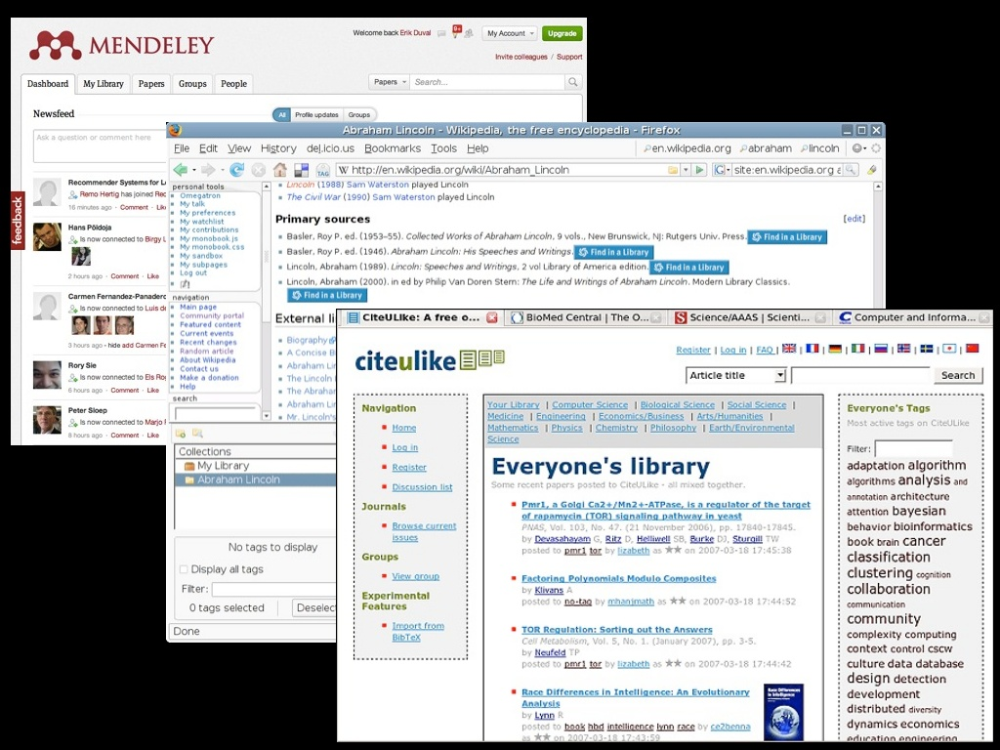 MENDELEY
Welcome back Erik Duval
My Account
Upgrade
Invite colleagues / Support
Dashboard
My Library
Papers
Groups
People
Papers
Search...
Newsfeed
All
Profile updates
Groups
Ask a question or comment here
feedback
Recommender Systems for L
Remo Hertig has joined Rec
16 minutes ago · Comment · Lik
Hans Põldoja
Is now connected to Birgy L
2 hours ago · Comment · Like
Carmen Fernandez-Panadero
Is now connected to Luis de
3 hours ago · hide add Carmen Fe
Rory Sie
Is now connected to Els Ro
8 hours ago · Comment · Like
Peter Sloep
Is now connected to Marjo
8 hours ago · Comment · Like
Abraham Lincoln - Wikipedia, the free encyclopedia - Firefox
File Edit View History del.icio.us Bookmarks Tools Help
en.wikipedia.org
abraham
lincoln
TAG
http://en.wikipedia.org/wiki/Abraham_Lincoln
site:en.wikipedia.org
personal tools
Omegatron
My talk
My preferences
My watchlist
My contributions
My monobook.js
My monobook.css
My sandbox
My subpages
Log out
navigation
Main page
Community portal
Featured content
Current events
Recent changes
Random article
About Wikipedia
Contact us
Make a donation
Help
search
Lincoln (1988) Sam Waterston played Lincoln
The Civil War (1990) Sam Waterston played Lincoln
Primary sources
[edit]
Basler, Roy P. ed. (1953–55). Collected Works of Abraham Lincoln, 9 vols., New Brunswick, NJ: Rutgers Univ. Press. Find in a Library
Basler, Roy P. ed. (1946). Abraham Lincoln: His Speeches and Writings. Find in a Library
Lincoln, Abraham (1989). Lincoln: Speeches and Writings, 2 vol Library of America edition. Find in a Library
Lincoln, Abraham (2000). in ed by Philip Van Doren Stern: The Life and Writings of Abraham Lincoln. Modern Library Classics.
Find in a Library
External li
Biography
A Concise B
Abraham Lin
The Lincoln
The Abraha
Abraham Lin
Mr. Lincoln's
Collections
My Library
Abraham Lincoln
No tags to display
Display all tags
Filter:
0 tags selected
Deselect
Done
CiteULike: A free o...
BioMed Central | The O...
Science/AAAS | Scienti...
Computer and Informa...
citeulike
Register | Log in | FAQ
Article title
Search
Navigation
Home
Log in
Register
Discussion list
Journals
Browse current
issues
Groups
View group
Experimental
Features
Import from
BibTeX
Your Library | Computer Science | Biological Science | Social Science |
Medicine | Engineering | Economics/Business | Arts/Humanities |
Mathematics | Physics | Chemistry | Philosophy | Earth/Environmental
Science
Everyone's library
Some recent papers posted to CiteULike - all mixed together.
Pmr1, a Golgi Ca2+/Mn2+-ATPase, is a regulator of the target
of rapamycin (TOR) signaling pathway in yeast
PNAS, Vol. 103, No. 47. (21 November 2006), pp. 17840-17845.
by Devasahayam G, Ritz D, Helliwell SB, Burke DJ, Sturgill TW
posted to pmr1 tor by lizabeth as ★★ on 2007-03-18 17:45:38
Factoring Polynomials Modulo Composites
by Klivans A
posted to no-tag by mhanjmath as ★★ on 2007-03-18 17:44:52
TOR Regulation: Sorting out the Answers
Cell Metabolism, Vol. 5, No. 1. (January 2007), pp. 3-5.
by Neufeld TP
posted to pmr1 tor by lizabeth as ★★ on 2007-03-18 17:44:42
Race Differences in Intelligence: An Evolutionary
Analysis
by Lynn R
posted to book hbd intelligence lynn race by ce2benna
as ★★ on 2007-03-18 17:43:59
Everyone's Tags
Most active tags on CiteULike
Filter:
adaptation algorithm
algorithms analysis and
annotation architecture
attention bayesian
behavior bioinformatics
book brain cancer
classification
clustering cognition
collaboration
communication
community
complexity computing
context control cscw
culture data database
design detection
development
distributed diversity
dynamics economics
education engineering